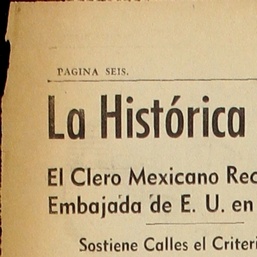 PAGINA SEIS.
La Histórica
El Clero Mexicano Rec
Embajada de E. U. en
Sostiene Calles el Criteri